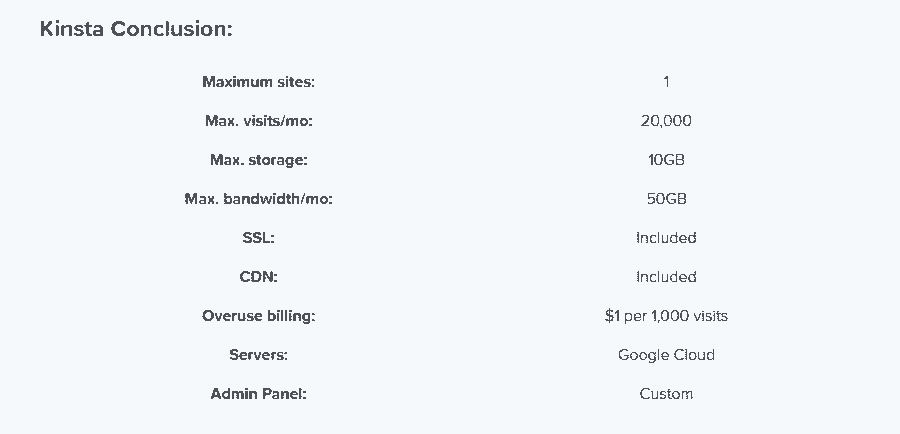 Kinsta Conclusion:
Maximum sites: 1
Max. visits/mo: 20,000
Max. storage: 10GB
Max. bandwidth/mo: 50GB
SSL: Included
CDN: Included
Overuse billing: $1 per 1,000 visits
Servers: Google Cloud
Admin Panel: Custom